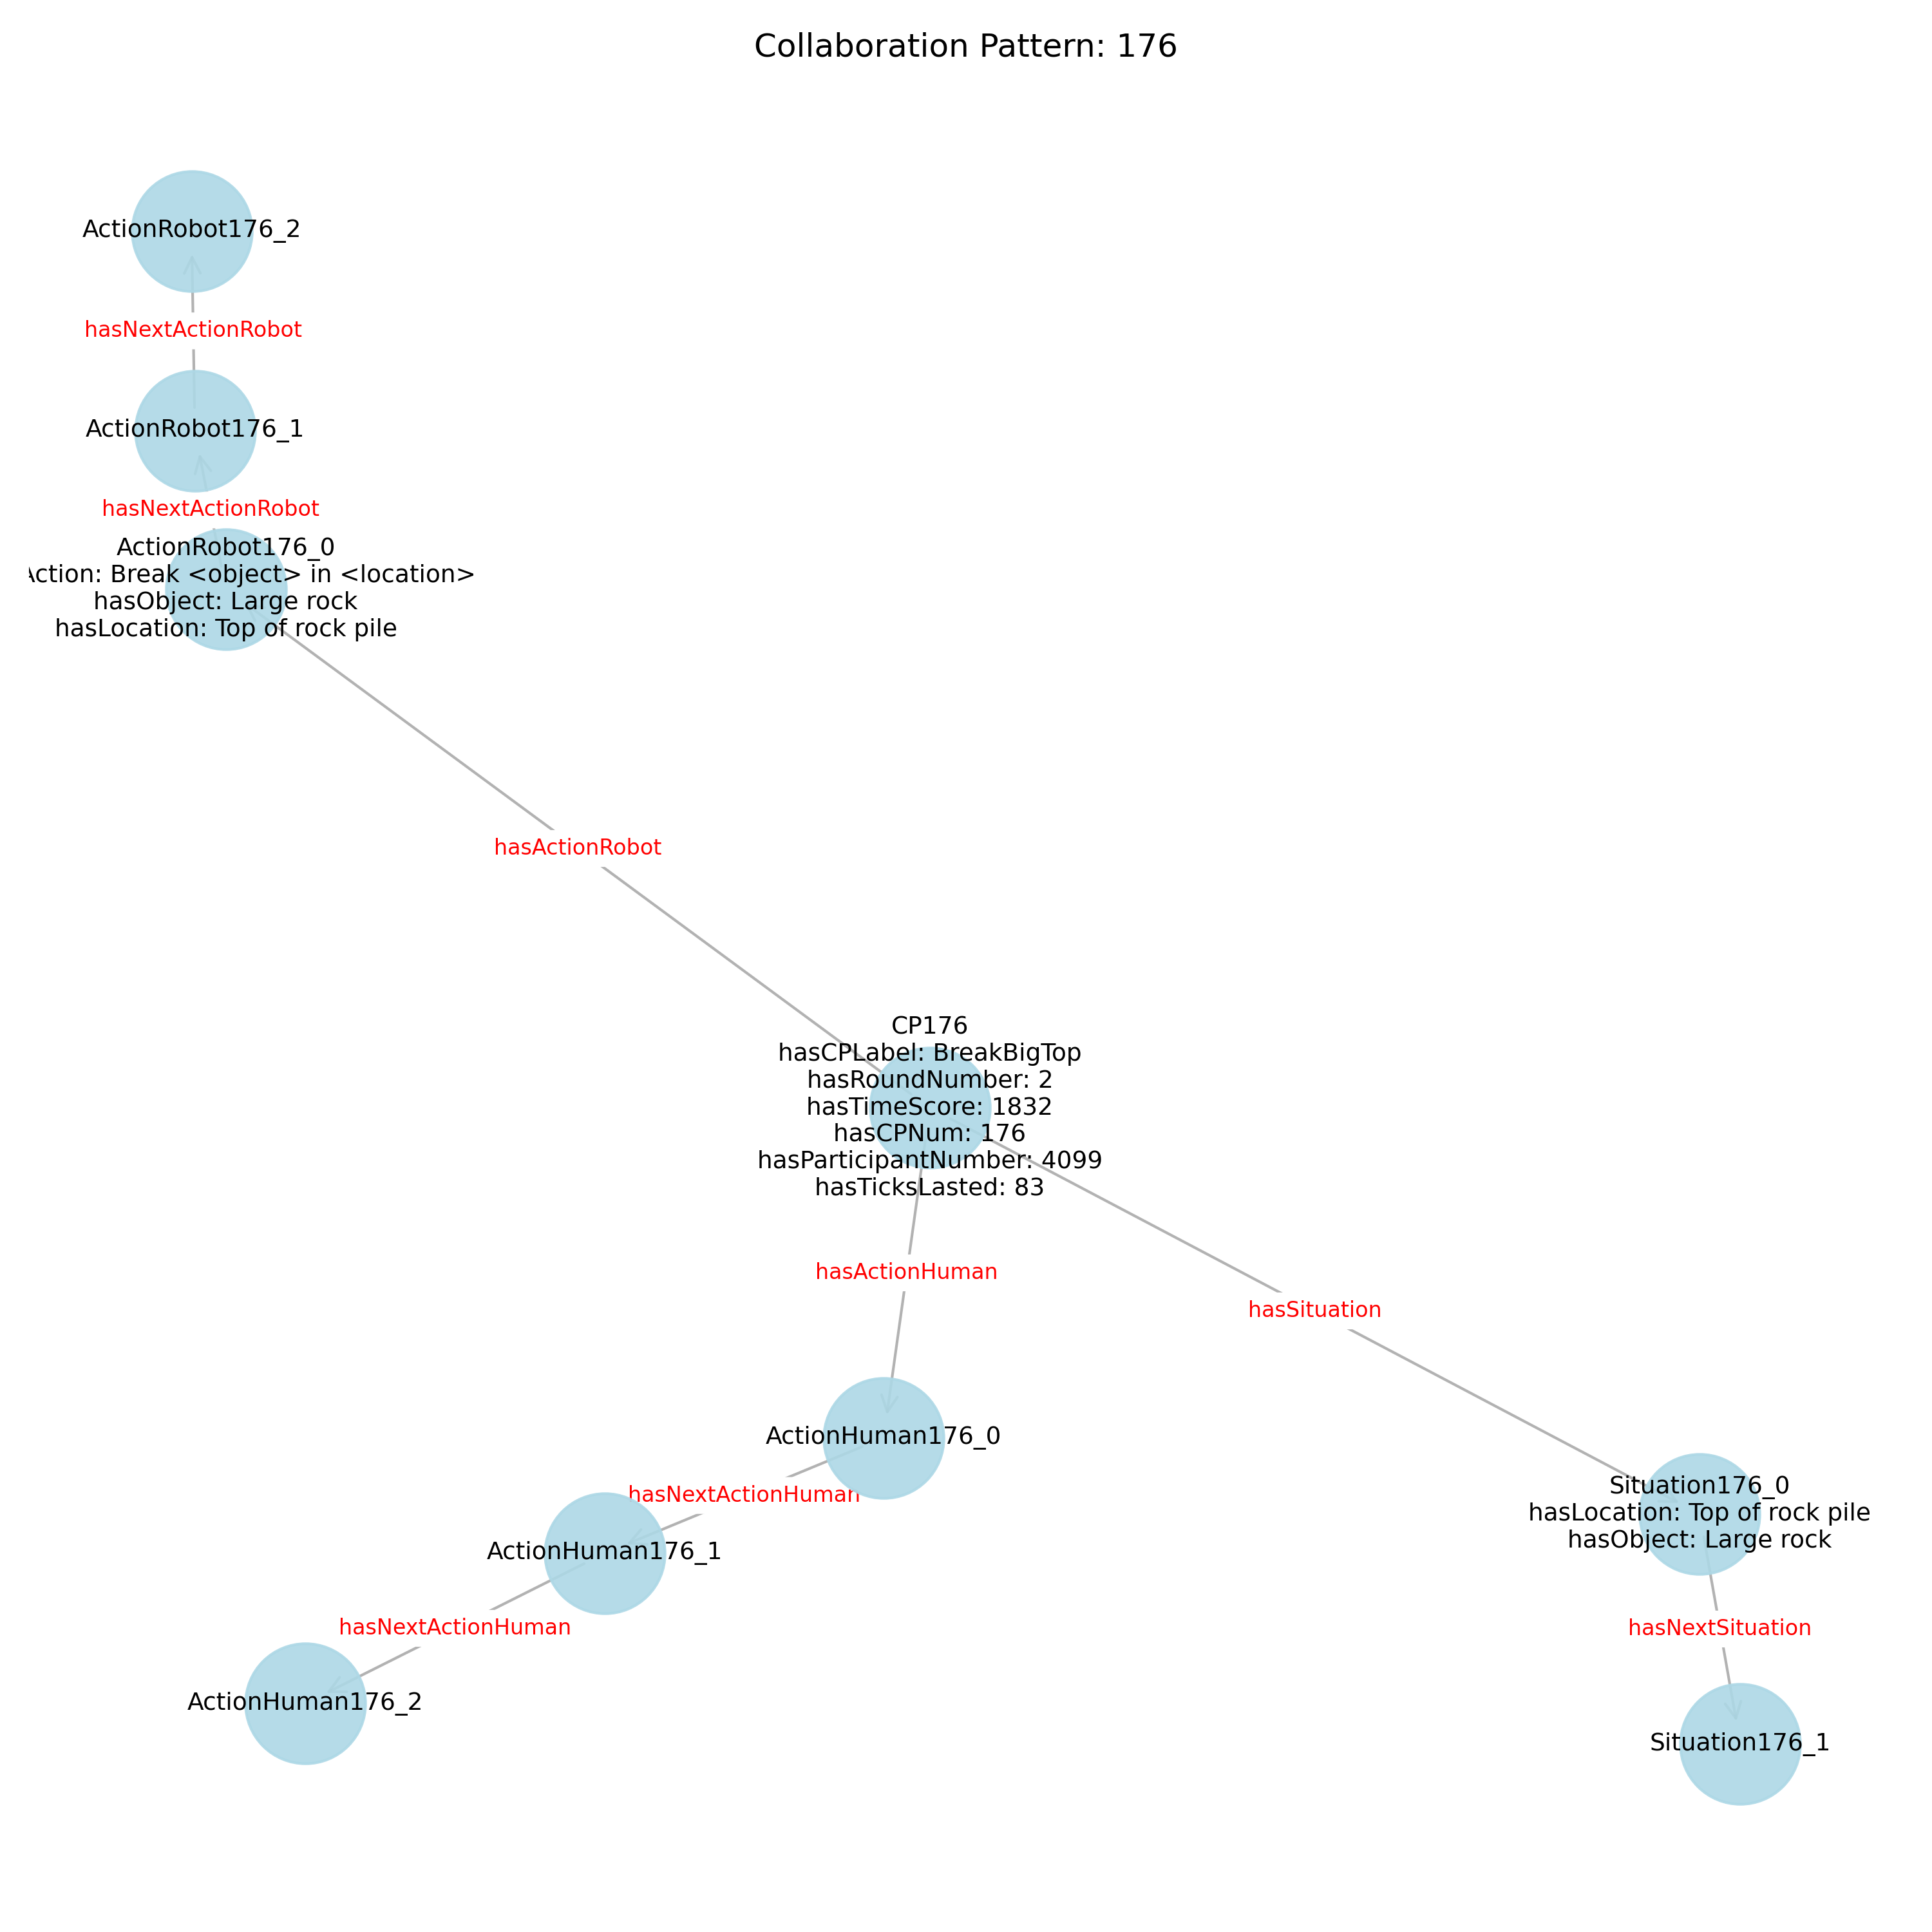 Collaboration Pattern: 176
ActionRobot176_2
hasNextActionRobot
ActionRobot176_1
hasNextActionRobot
ActionRobot176_0
Action: Break <object> in <location>
hasObject: Large rock
hasLocation: Top of rock pile
hasActionRobot
CP176
hasCPLabel: BreakBigTop
hasRoundNumber: 2
hasTimeScore: 1832
hasCPNum: 176
hasParticipantNumber: 4099
hasTicksLasted: 83
hasActionHuman
hasSituation
ActionHuman176_0
hasNextActionHuman
ActionHuman176_1
hasNextActionHuman
ActionHuman176_2
Situation176_0
hasLocation: Top of rock pile
hasObject: Large rock
hasNextSituation
Situation176_1